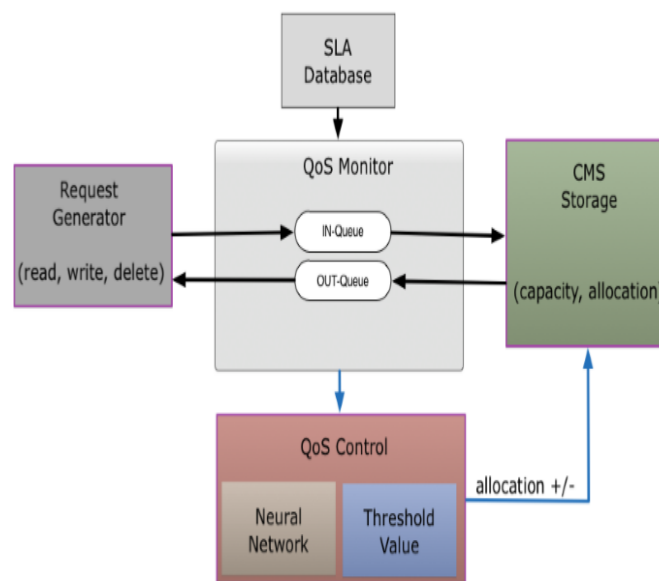 SLA
Database
QoS Monitor
Request
Generator
(read, write, delete)
IN-Queue
OUT-Queue
CMS
Storage
(capacity, allocation)
QoS Control
Neural
Network
Threshold
Value
allocation +/-